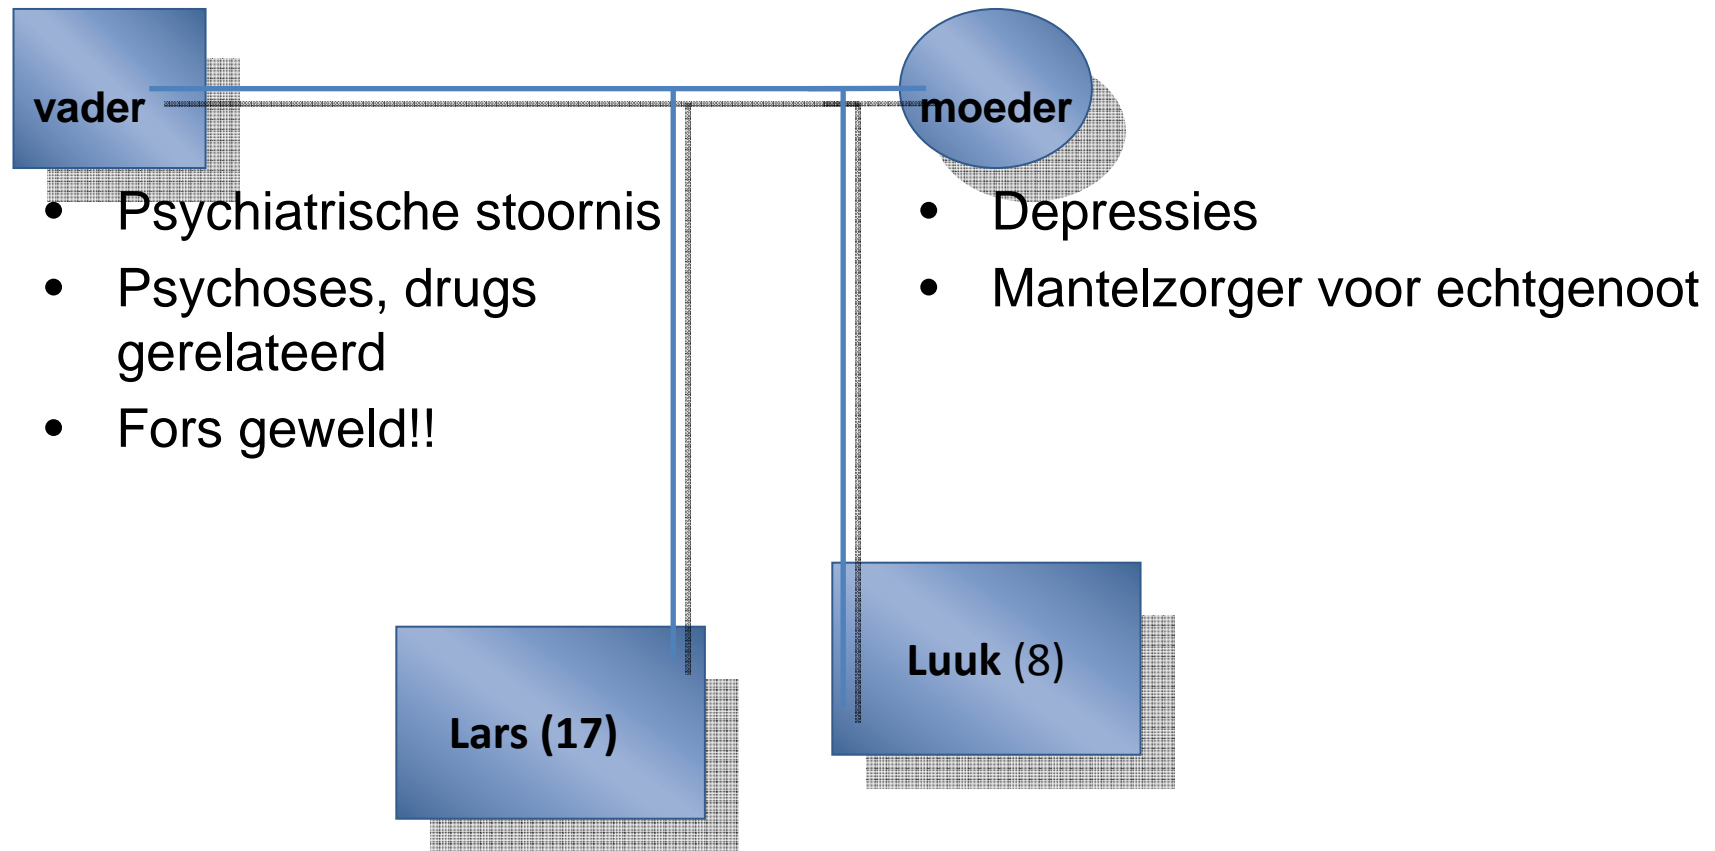 vader
moeder
• Psychiatrische stoornis
• Psychoses, drugs
gerelateerd
• Fors geweld!!
• Depressies
• Mantelzorger voor echtgenoot
Lars (17)
Luuk (8)